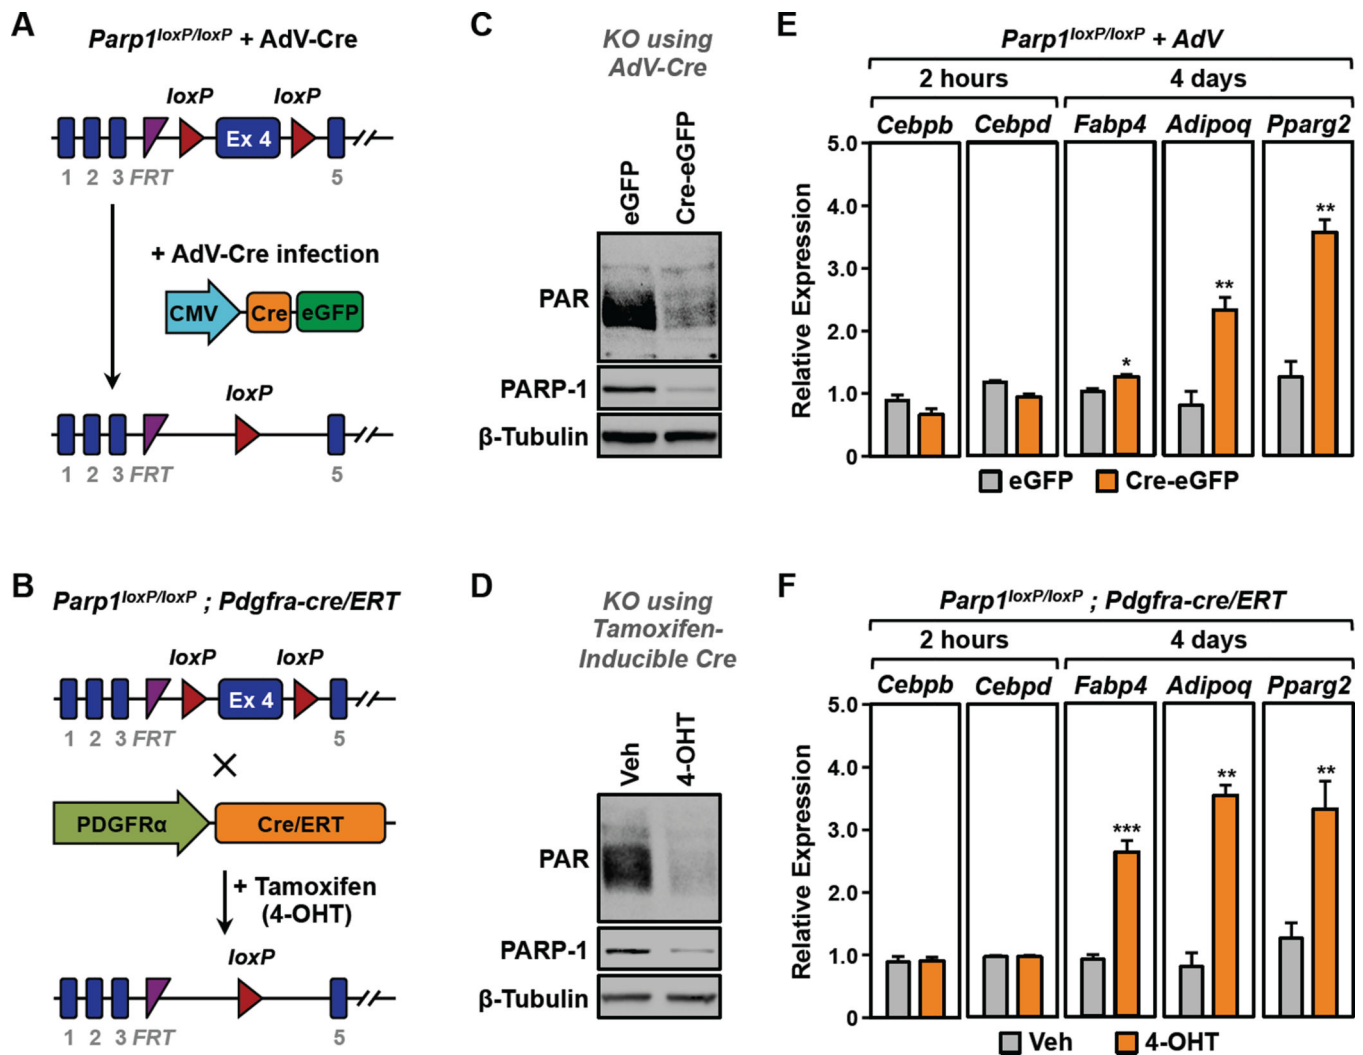 A
Parp1loxP/loxP + AdV-Cre
loxP loxP
Ex 4
1 2 3 FRT 5
+ AdV-Cre infection
CMV Cre eGFP
loxP
1 2 3 FRT 5
B
Parp1loxP/loxP ; Pdgfra-cre/ERT
loxP loxP
Ex 4
1 2 3 FRT 5
×
PDGFRα Cre/ERT
+ Tamoxifen
(4-OHT)
loxP
1 2 3 FRT 5
C
KO using
AdV-Cre
eGFP
Cre-eGFP
PAR
PARP-1
β-Tubulin
D
KO using
Tamoxifen-
Inducible Cre
Veh
4-OHT
PAR
PARP-1
β-Tubulin
E
Parp1loxP/loxP + AdV
2 hours 4 days
Cebpb Cebpd Fabp4 Adipoq Pparg2
Relative Expression
5.0
4.0
3.0
2.0
1.0
0
*
**
**
eGFP Cre-eGFP
F
Parp1loxP/loxP ; Pdgfra-cre/ERT
2 hours 4 days
Cebpb Cebpd Fabp4 Adipoq Pparg2
Relative Expression
5.0
4.0
3.0
2.0
1.0
0
***
**
**
Veh 4-OHT